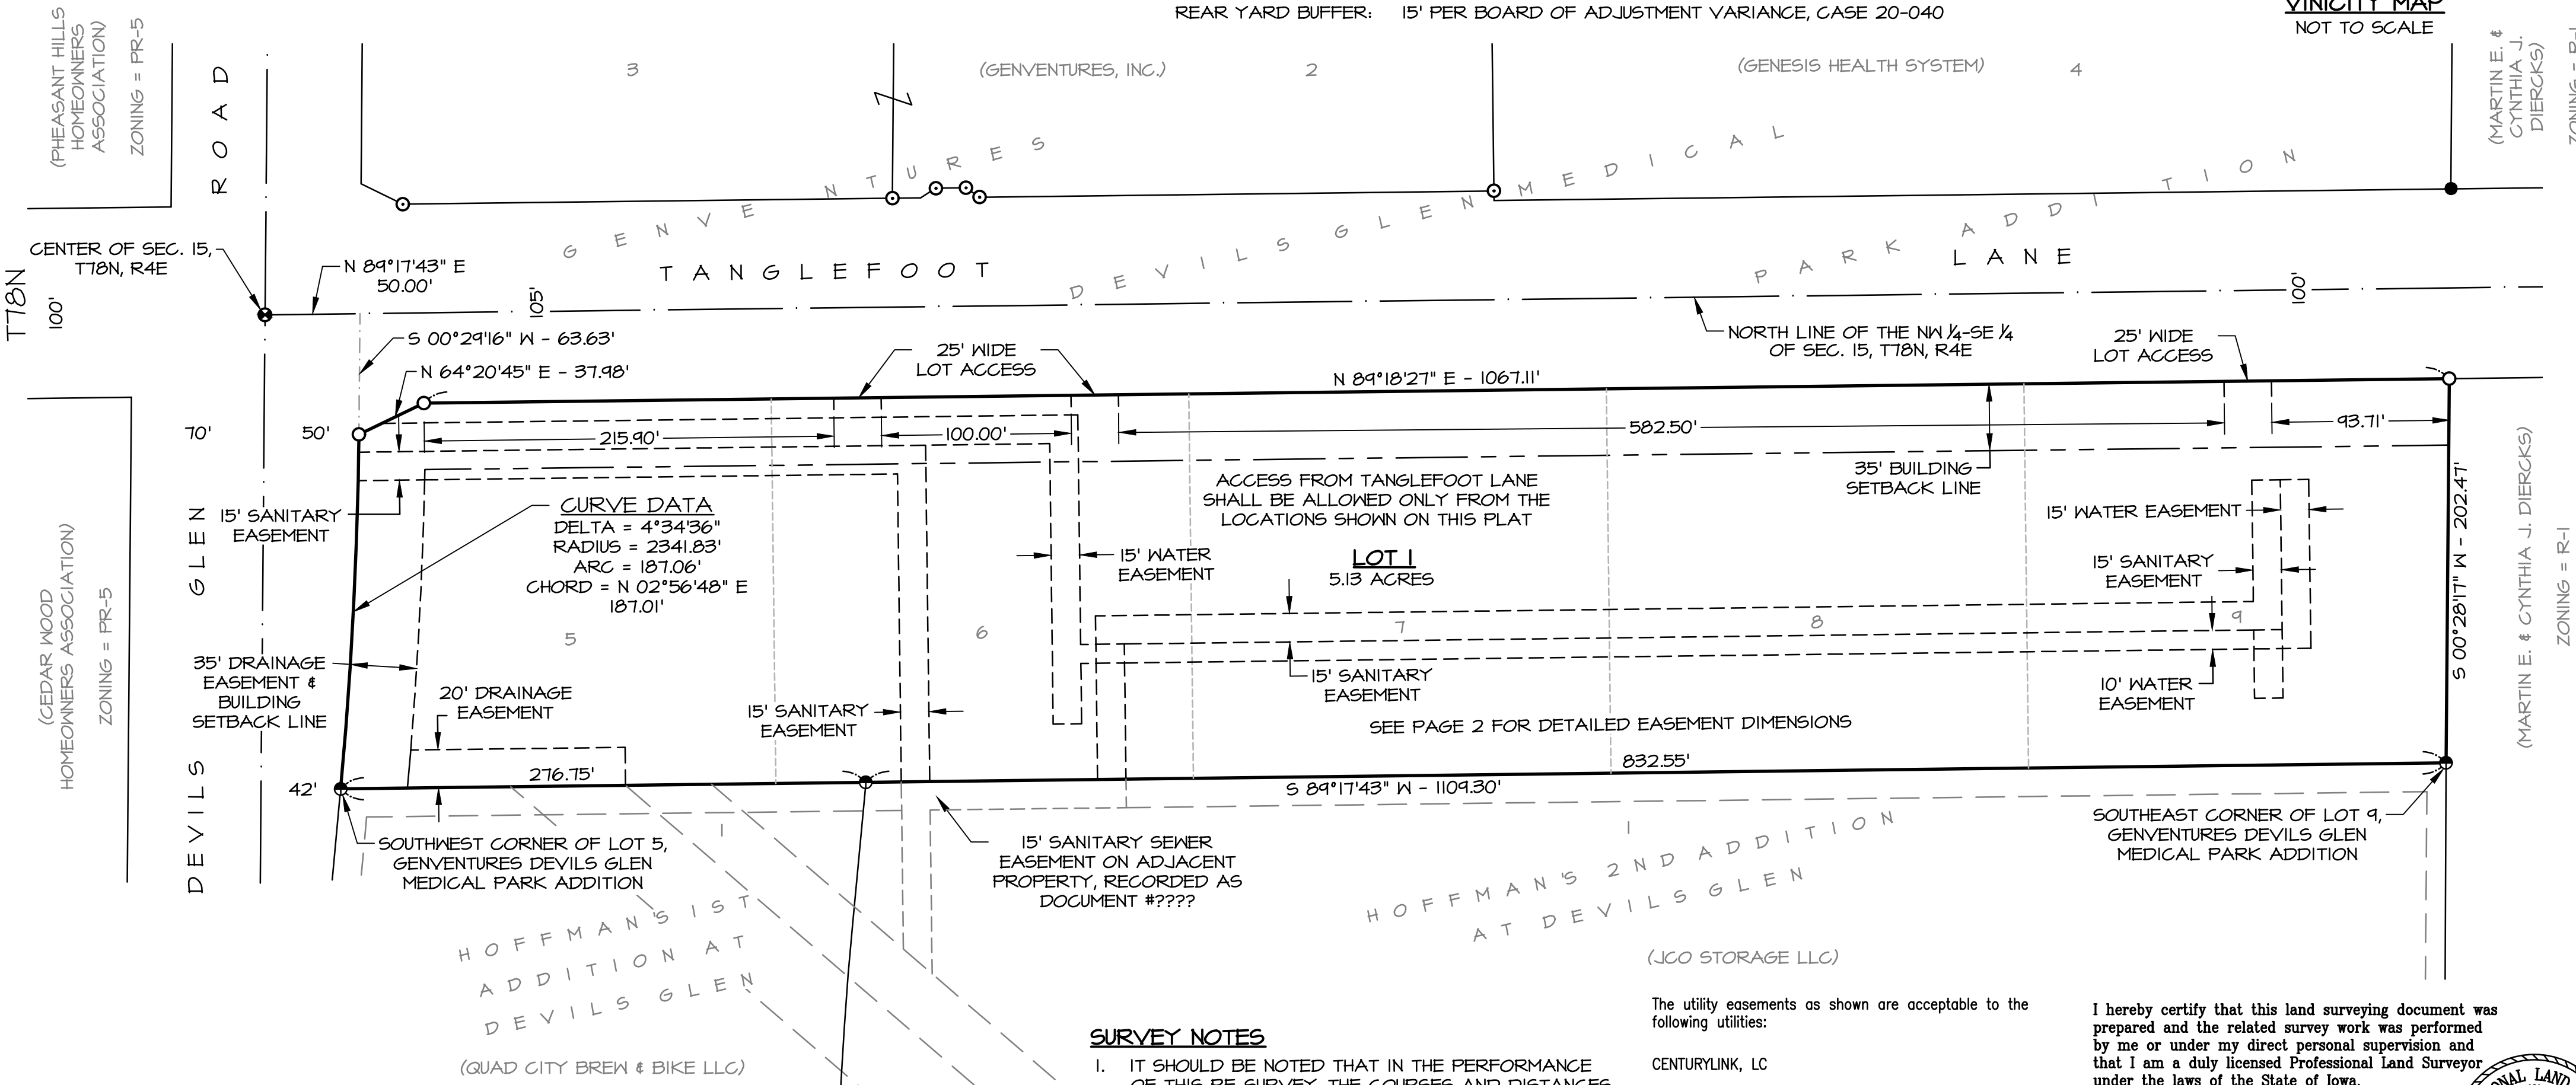 REAR YARD BUFFER: 15' PER BOARD OF ADJUSTMENT VARIANCE, CASE 20-040
VINICITY MAP
NOT TO SCALE
(PHEASANT HILLS
HOMEOWNERS
ASSOCIATION)
ZONING = PR-5
ROAD
3
(GENVENTURES, INC.)
2
(GENESIS HEALTH SYSTEM)
4
(MARTIN E. &
CYNTHIA J.
DIERCKS)
GENVENTURES DEVILS GLEN MEDICAL PARK ADDITION
CENTER OF SEC. 15,
T78N, R4E
T78N
100'
N 89°17'43" E
50.00'
105'
TANGLEFOOT LANE
100'
NORTH LINE OF THE NW 1/4-SE 1/4
OF SEC. 15, T78N, R4E
S 00°29'16" W - 63.63'
N 64°20'45" E - 37.98'
25' WIDE
LOT ACCESS
N 89°18'27" E - 1067.11'
25' WIDE
LOT ACCESS
70'
50'
215.90'
100.00'
582.50'
93.71'
35' BUILDING
SETBACK LINE
ACCESS FROM TANGLEFOOT LANE
SHALL BE ALLOWED ONLY FROM THE
LOCATIONS SHOWN ON THIS PLAT
15' SANITARY
EASEMENT
CURVE DATA
DELTA = 4°34'36"
RADIUS = 2341.83'
ARC = 187.06'
CHORD = N 02°56'48" E
187.01'
15' WATER
EASEMENT
LOT 1
5.13 ACRES
15' WATER EASEMENT
15' SANITARY
EASEMENT
S 00°28'17" W - 202.47'
(MARTIN E. & CYNTHIA J. DIERCKS)
ZONING = R-1
(CEDAR WOOD
HOMEOWNERS ASSOCIATION)
ZONING = PR-5
DEVILS GLEN
5
6
7
8
9
35' DRAINAGE
EASEMENT &
BUILDING
SETBACK LINE
20' DRAINAGE
EASEMENT
15' SANITARY
EASEMENT
15' SANITARY
EASEMENT
10' WATER
EASEMENT
SEE PAGE 2 FOR DETAILED EASEMENT DIMENSIONS
42'
276.75'
832.55'
S 89°17'43" W - 1109.30'
SOUTHWEST CORNER OF LOT 5,
GENVENTURES DEVILS GLEN
MEDICAL PARK ADDITION
1
15' SANITARY SEWER
EASEMENT ON ADJACENT
PROPERTY, RECORDED AS
DOCUMENT #????
1
SOUTHEAST CORNER OF LOT 9,
GENVENTURES DEVILS GLEN
MEDICAL PARK ADDITION
HOFFMAN'S 1ST
ADDITION AT
DEVILS GLEN
HOFFMAN'S 2ND ADDITION
AT DEVILS GLEN
(JCO STORAGE LLC)
(QUAD CITY BREW & BIKE LLC)
SURVEY NOTES
1. IT SHOULD BE NOTED THAT IN THE PERFORMANCE
OF THIS RE-SURVEY, THE COURSES AND DISTANCES
The utility easements as shown are acceptable to the
following utilities:
CENTURYLINK, LC
I hereby certify that this land surveying document was
prepared and the related survey work was performed
by me or under my direct personal supervision and
that I am a duly licensed Professional Land Surveyor
under the laws of the State of Iowa.